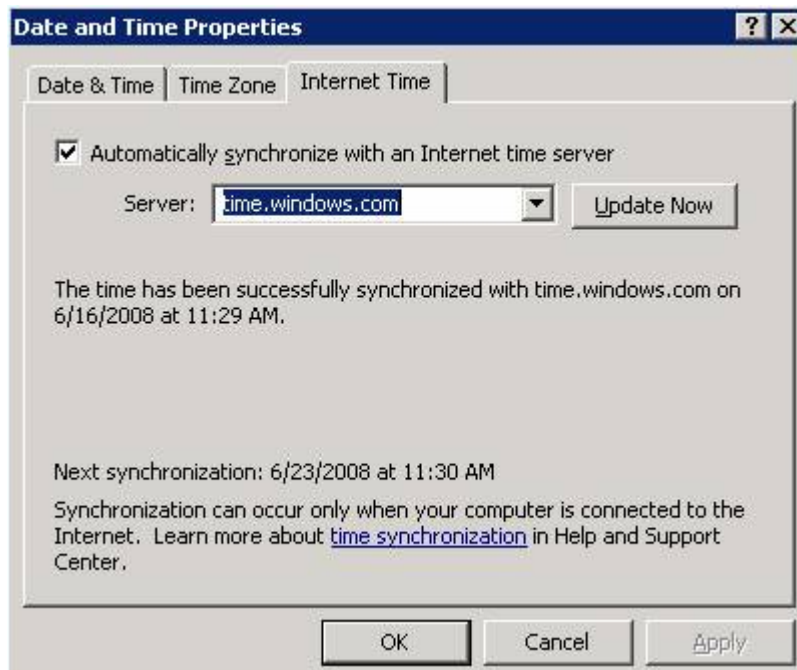 Date and Time Properties
Date & Time Time Zone Internet Time
Automatically synchronize with an Internet time server
Server: time.windows.com Update Now
The time has been successfully synchronized with time.windows.com on
6/16/2008 at 11:29 AM.
Next synchronization: 6/23/2008 at 11:30 AM
Synchronization can occur only when your computer is connected to the
Internet. Learn more about time synchronization in Help and Support
Center.
OK Cancel Apply